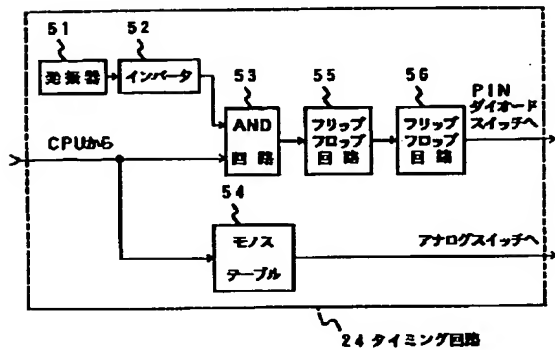 51
発振器
52
インバータ
53
AND
回路
55
フリップ
フロップ
回路
56
フリップ
フロップ
回路
PIN
ダイオード
スイッチへ
CPUから
54
モノス
テーブル
アナログスイッチへ
24 タイミング回路